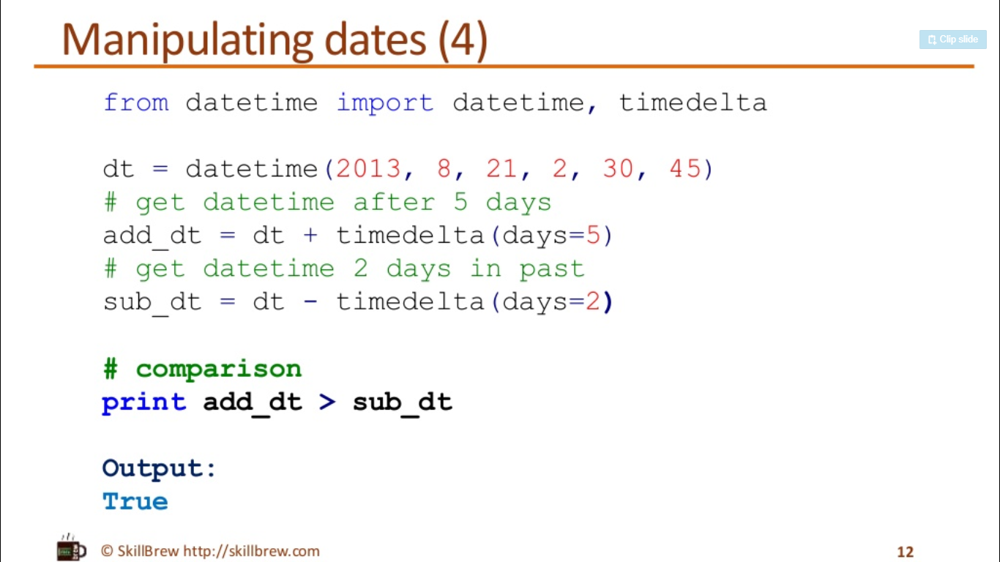 Manipulating dates (4)
Clip slide
from datetime import datetime, timedelta
dt = datetime(2013, 8, 21, 2, 30, 45)
# get datetime after 5 days
add_dt = dt + timedelta(days=5)
# get datetime 2 days in past
sub_dt = dt - timedelta(days=2)
# comparison
print add_dt > sub_dt
Output:
True
© SkillBrew http://skillbrew.com
12